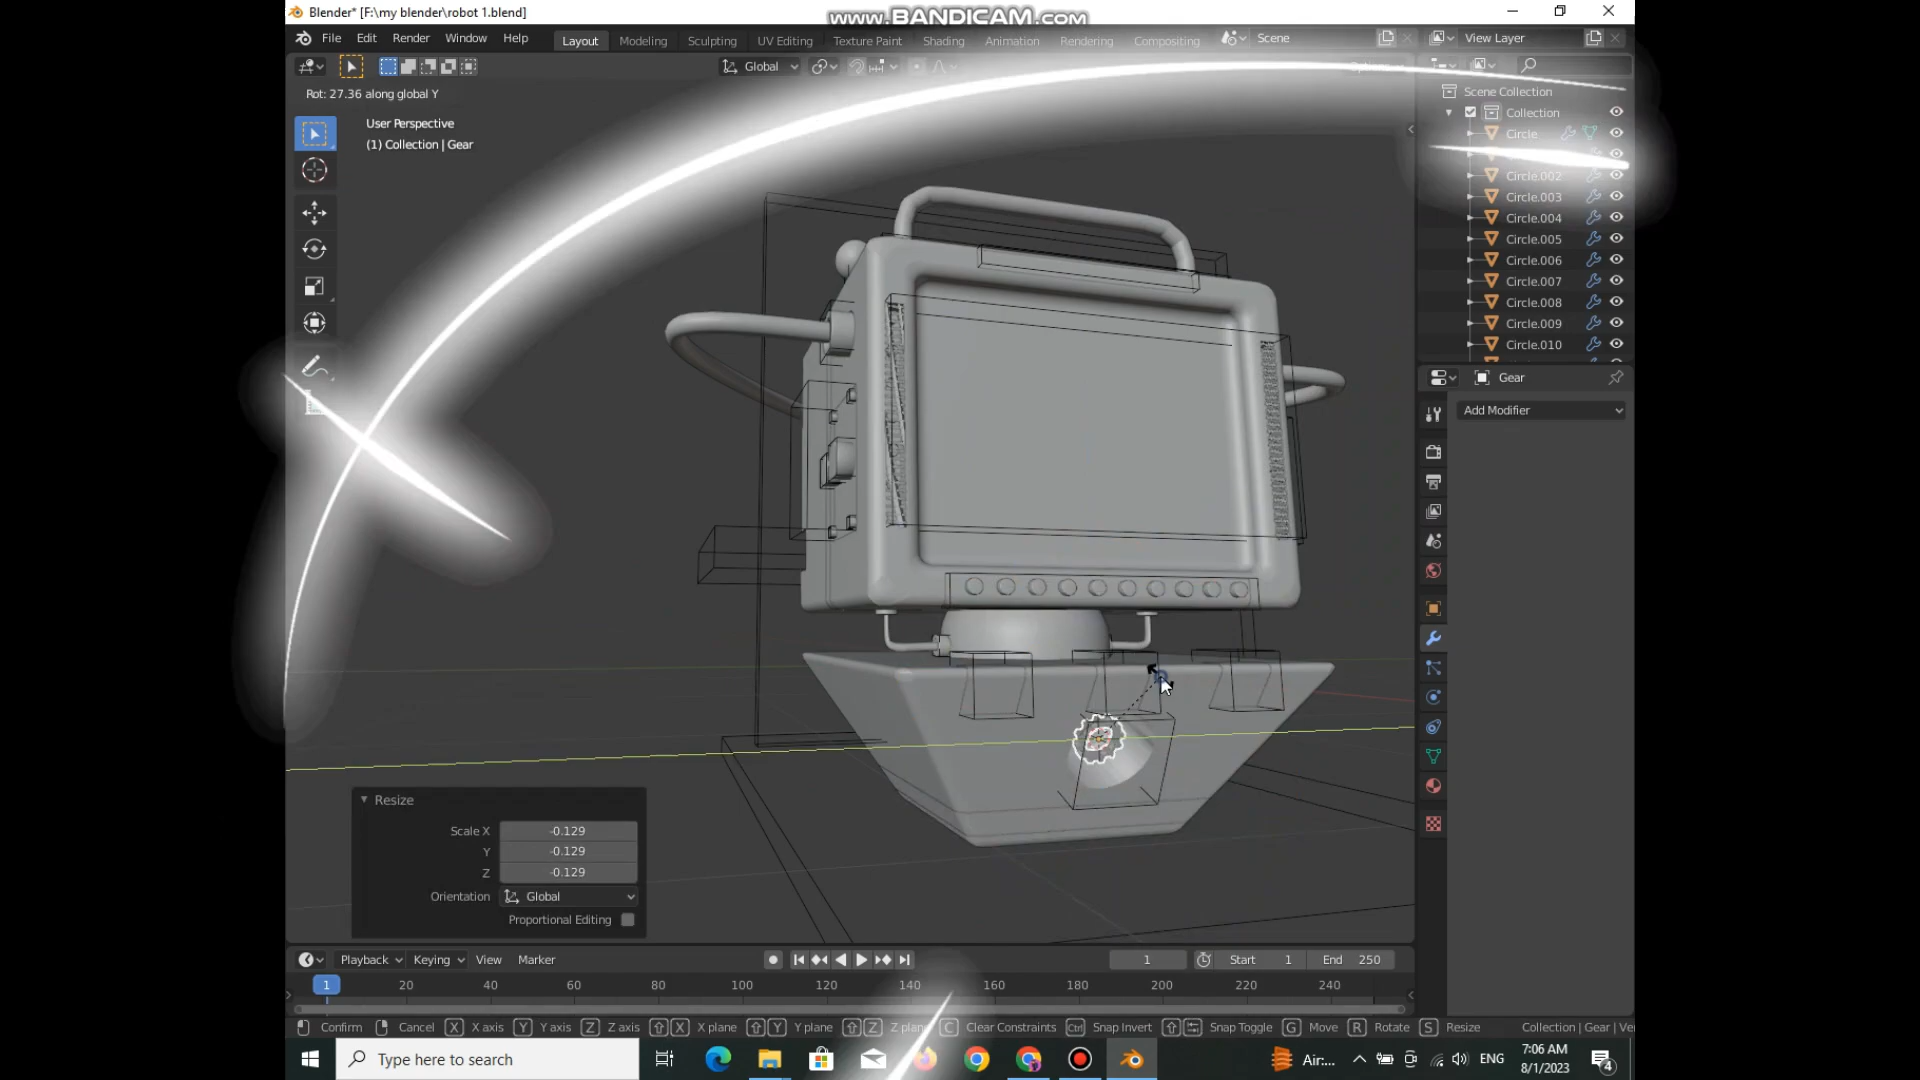 Blender* [F:\my blender\robot 1.blend]
www.BANDICAM.com
File Edit Render Window Help
Layout Modeling Sculpting UV Editing Texture Paint Shading Animation Rendering Compositing
Scene
View Layer
Global
Options
Rot: 27.36 along global Y
User Perspective
(1) Collection | Gear
Scene Collection
Collection
Circle
Circle.002
Circle.003
Circle.004
Circle.005
Circle.006
Circle.007
Circle.008
Circle.009
Circle.010
Gear
Add Modifier
Resize
Scale X -0.129
Y -0.129
Z -0.129
Orientation Global
Proportional Editing
Playback Keying View Marker
1 Start 1 End 250
1 20 40 60 80 100 120 140 160 180 200 220 240
Confirm Cancel X X axis Y Y axis Z Z axis X X plane Y Y plane Z Z plane C Clear Constraints Ctrl Snap Invert Snap Toggle G Move R Rotate S Resize Collection | Gear | Ve
Type here to search
Air:... ENG
7:06 AM
8/1/2023
4